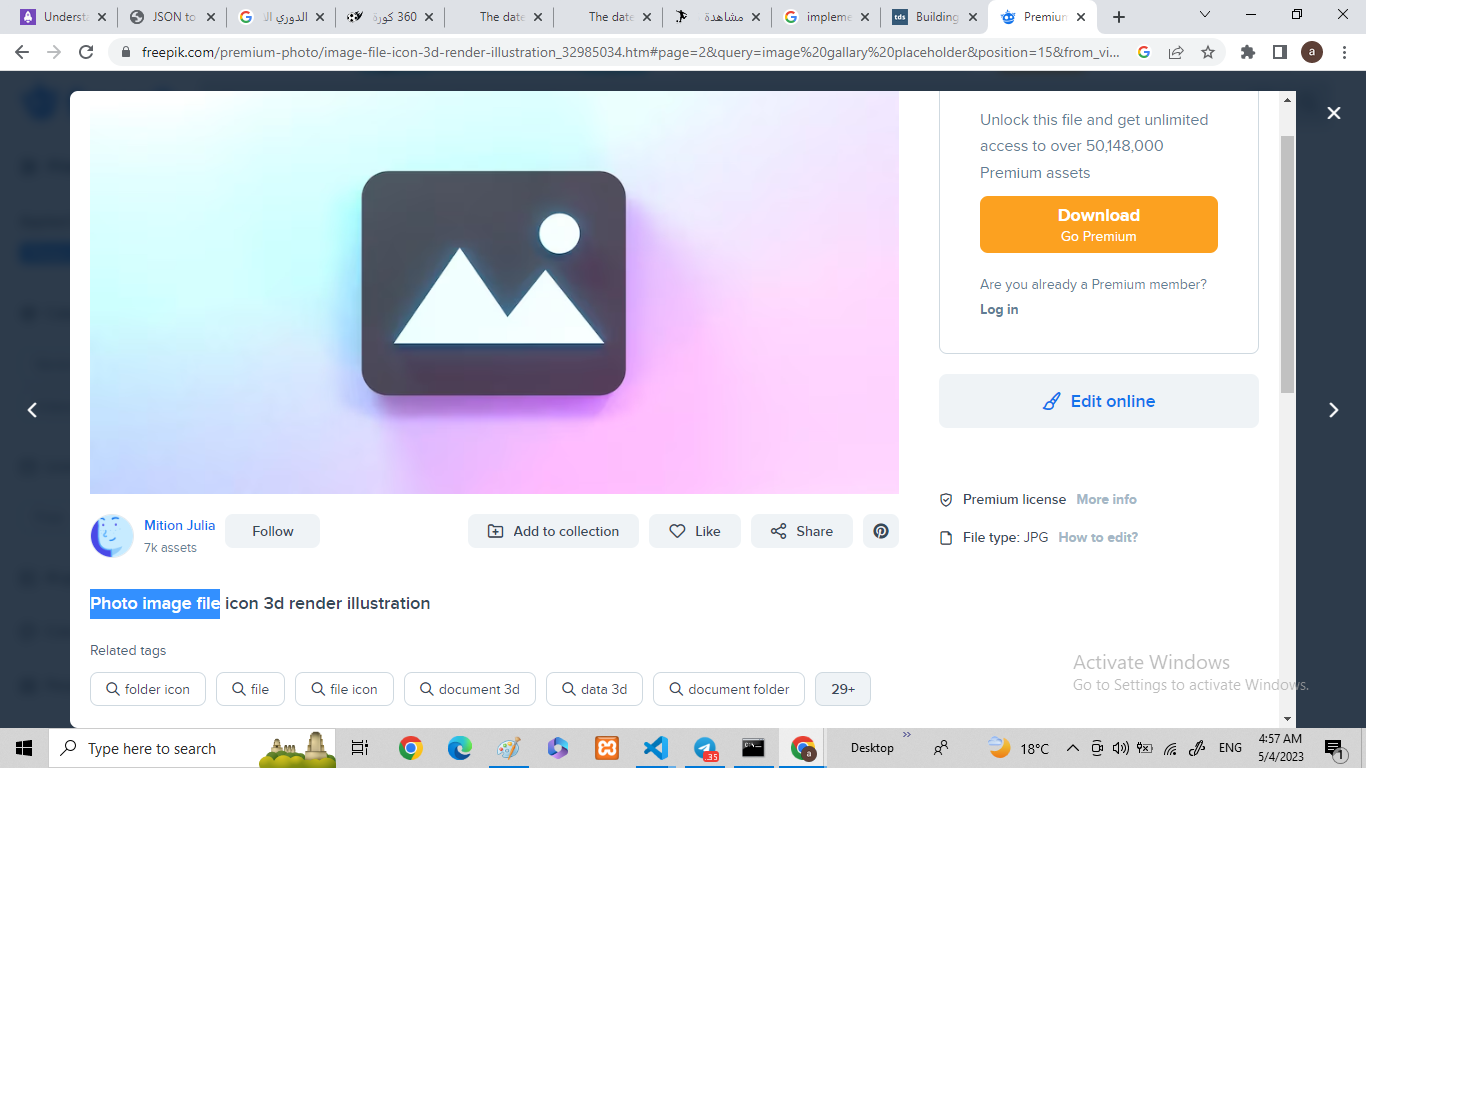 Understa
JSON to
الدوري الا
360 كورة
The date
The date
مشاهدة
impleme
tds
Building
Premiun
freepik.com/premium-photo/image-file-icon-3d-render-illustration_32985034.htm#page=2&query=image%20gallary%20placeholder&position=15&from_vi...
a
Unlock this file and get unlimited
access to over 50,148,000
Premium assets
Download
Go Premium
Are you already a Premium member?
Log in
Edit online
Premium license More info
File type: JPG How to edit?
Mition Julia
7k assets
Follow
Add to collection
Like
Share
Photo image file icon 3d render illustration
Related tags
folder icon
file
file icon
document 3d
data 3d
document folder
29+
Activate Windows
Go to Settings to activate Windows.
Type here to search
35
a
Desktop
18°C
ENG
4:57 AM
5/4/2023
1